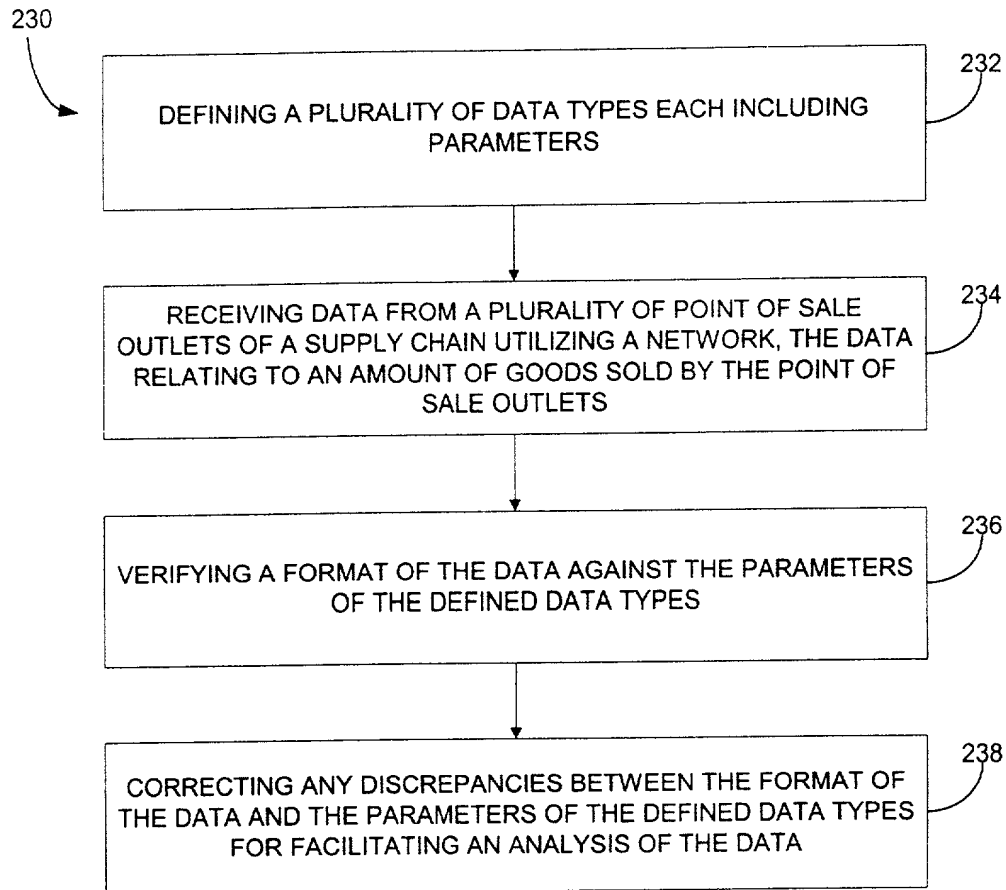 230
232
DEFINING A PLURALITY OF DATA TYPES EACH INCLUDING
PARAMETERS
234
RECEIVING DATA FROM A PLURALITY OF POINT OF SALE
OUTLETS OF A SUPPLY CHAIN UTILIZING A NETWORK, THE DATA
RELATING TO AN AMOUNT OF GOODS SOLD BY THE POINT OF
SALE OUTLETS
236
VERIFYING A FORMAT OF THE DATA AGAINST THE PARAMETERS
OF THE DEFINED DATA TYPES
238
CORRECTING ANY DISCREPANCIES BETWEEN THE FORMAT OF
THE DATA AND THE PARAMETERS OF THE DEFINED DATA TYPES
FOR FACILITATING AN ANALYSIS OF THE DATA